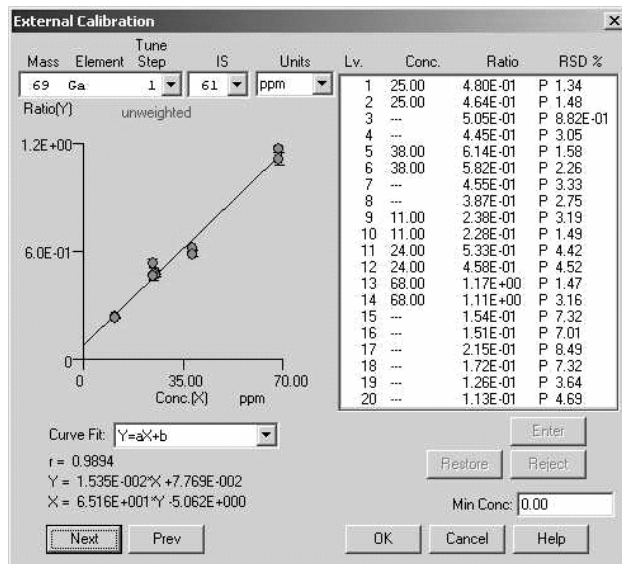 External Calibration
Mass Element Tune Step IS Units
69 Ga 1 61 ppm
Ratio(Y) unweighted
1.2E+00
6.0E-01
0
0 35.00 70.00
Conc.(X) ppm
Curve Fit: Y=aX+b
r = 0.9894
Y = 1.535E-002*X +7.769E-002
X = 6.516E+001*Y -5.062E+000
Next Prev
Lv. Conc. Ratio RSD %
1 25.00 4.80E-01 P 1.34
2 25.00 4.64E-01 P 1.48
3 --- 5.05E-01 P 8.82E-01
4 --- 4.45E-01 P 3.05
5 38.00 6.14E-01 P 1.58
6 38.00 5.82E-01 P 2.26
7 --- 4.55E-01 P 3.33
8 --- 3.87E-01 P 2.75
9 11.00 2.38E-01 P 3.19
10 11.00 2.28E-01 P 1.49
11 24.00 5.33E-01 P 4.42
12 24.00 4.58E-01 P 4.52
13 68.00 1.17E+00 P 1.47
14 68.00 1.11E+00 P 3.16
15 --- 1.54E-01 P 7.32
16 --- 1.51E-01 P 7.01
17 --- 2.15E-01 P 8.49
18 --- 1.72E-01 P 7.32
19 --- 1.26E-01 P 3.64
20 --- 1.13E-01 P 4.69
Enter
Restore Reject
Min Conc: 0.00
OK Cancel Help